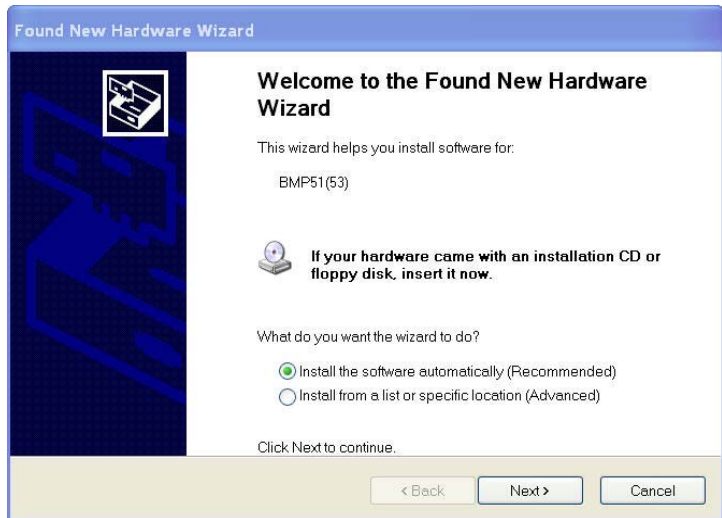 Found New Hardware Wizard
Welcome to the Found New Hardware
Wizard
This wizard helps you install software for:
BMP51(53)
If your hardware came with an installation CD or
floppy disk, insert it now.
What do you want the wizard to do?
Install the software automatically (Recommended)
Install from a list or specific location (Advanced)
Click Next to continue.
< Back
Next >
Cancel